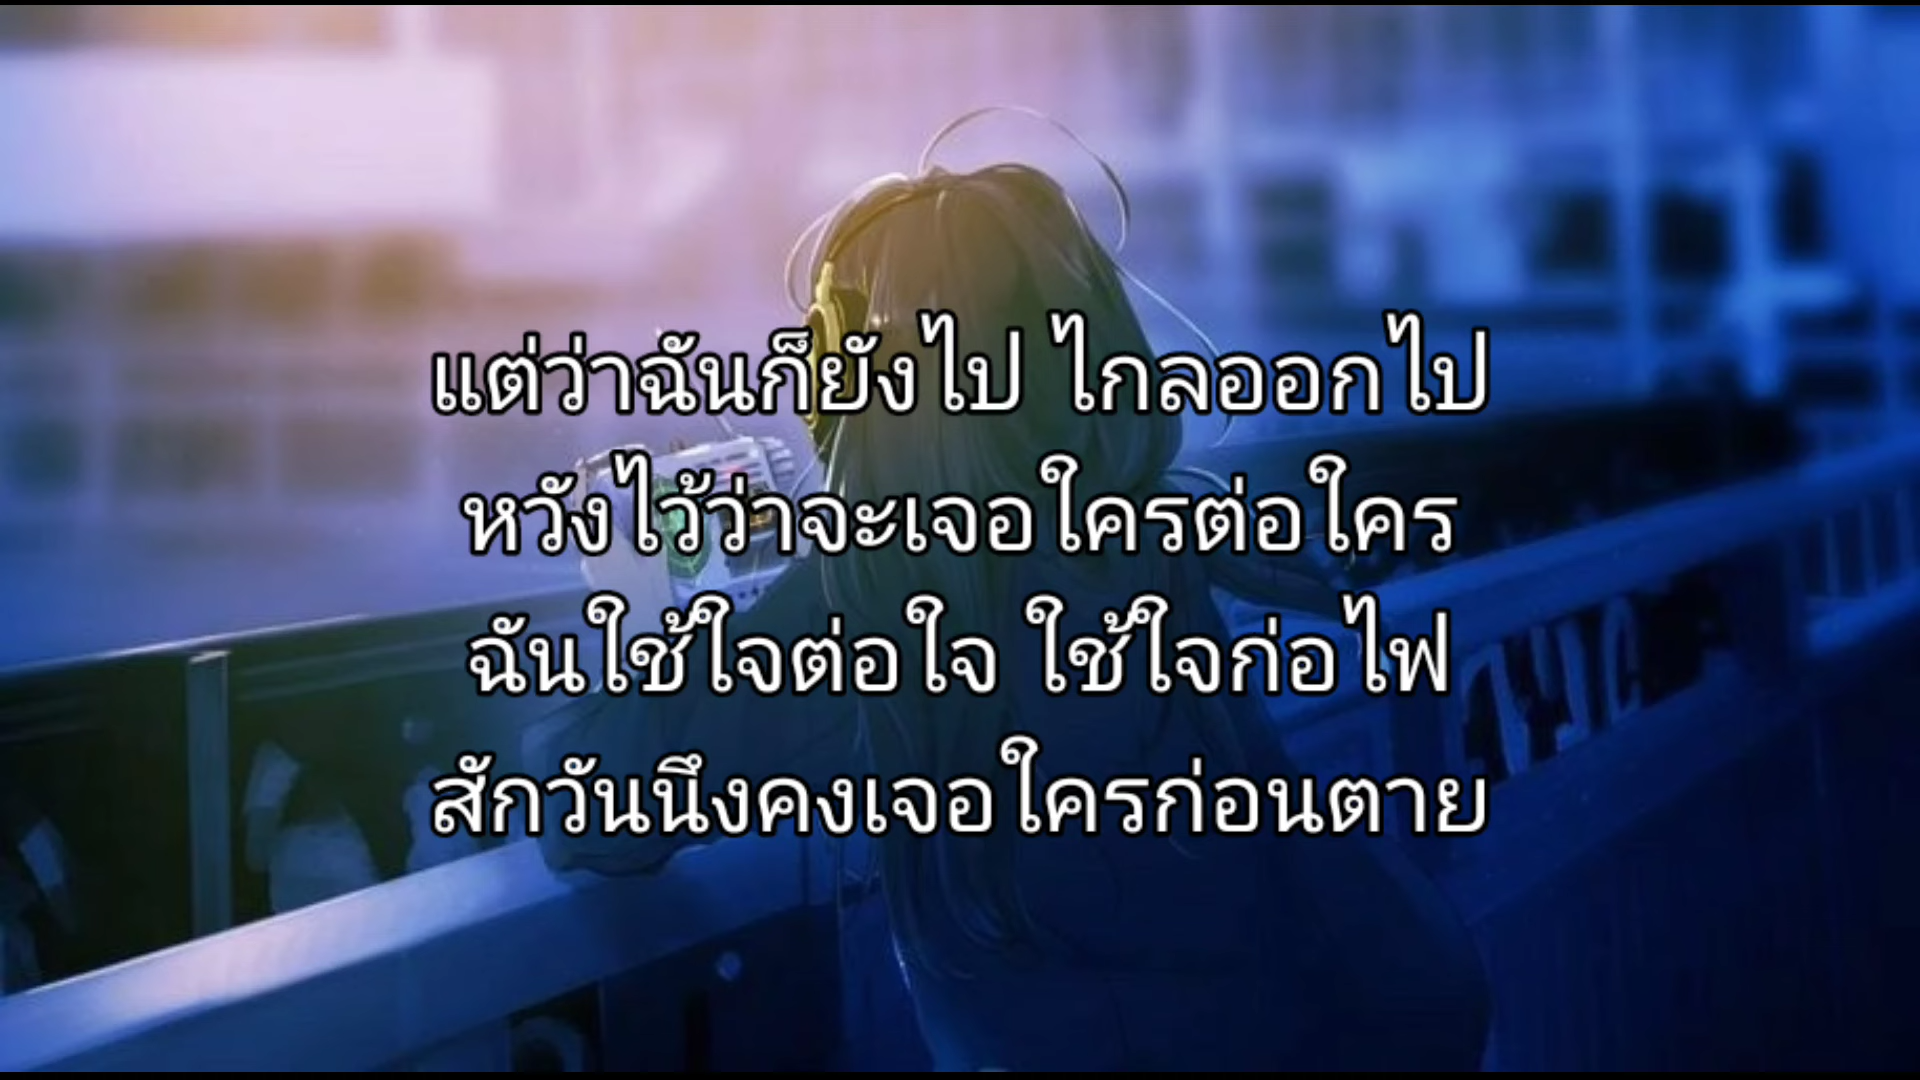 แต่ว่าฉันก็ยังไป ไกลออกไป
หวังไว้ว่าจะเจอใครต่อใคร
ฉันใช้ใจต่อใจ ใช้ใจก่อไฟ
สักวันนึงคงเจอใครก่อนตาย